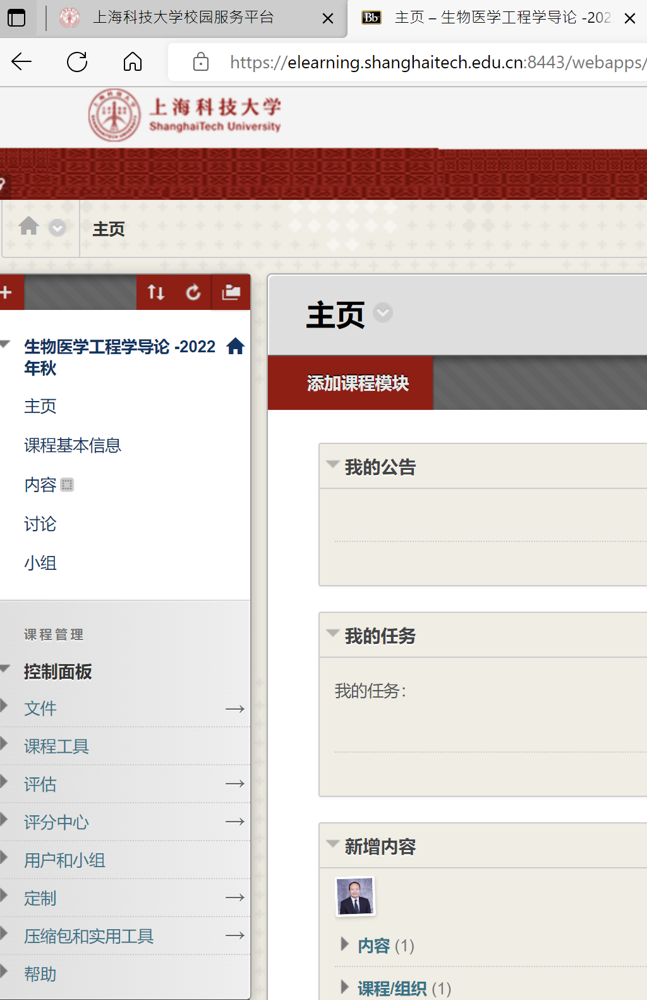 上海科技大学校园服务平台
Bb
主页 – 生物医学工程学导论 -202
https://elearning.shanghaitech.edu.cn:8443/webapps/
上海科技大学
ShanghaiTech University
主页
主页
添加课程模块
生物医学工程学导论 -2022
年秋
主页
课程基本信息
内容
讨论
小组
课程管理
控制面板
文件
课程工具
评估
评分中心
用户和小组
定制
压缩包和实用工具
帮助
我的公告
我的任务
我的任务:
新增内容
内容 (1)
课程/组织 (1)